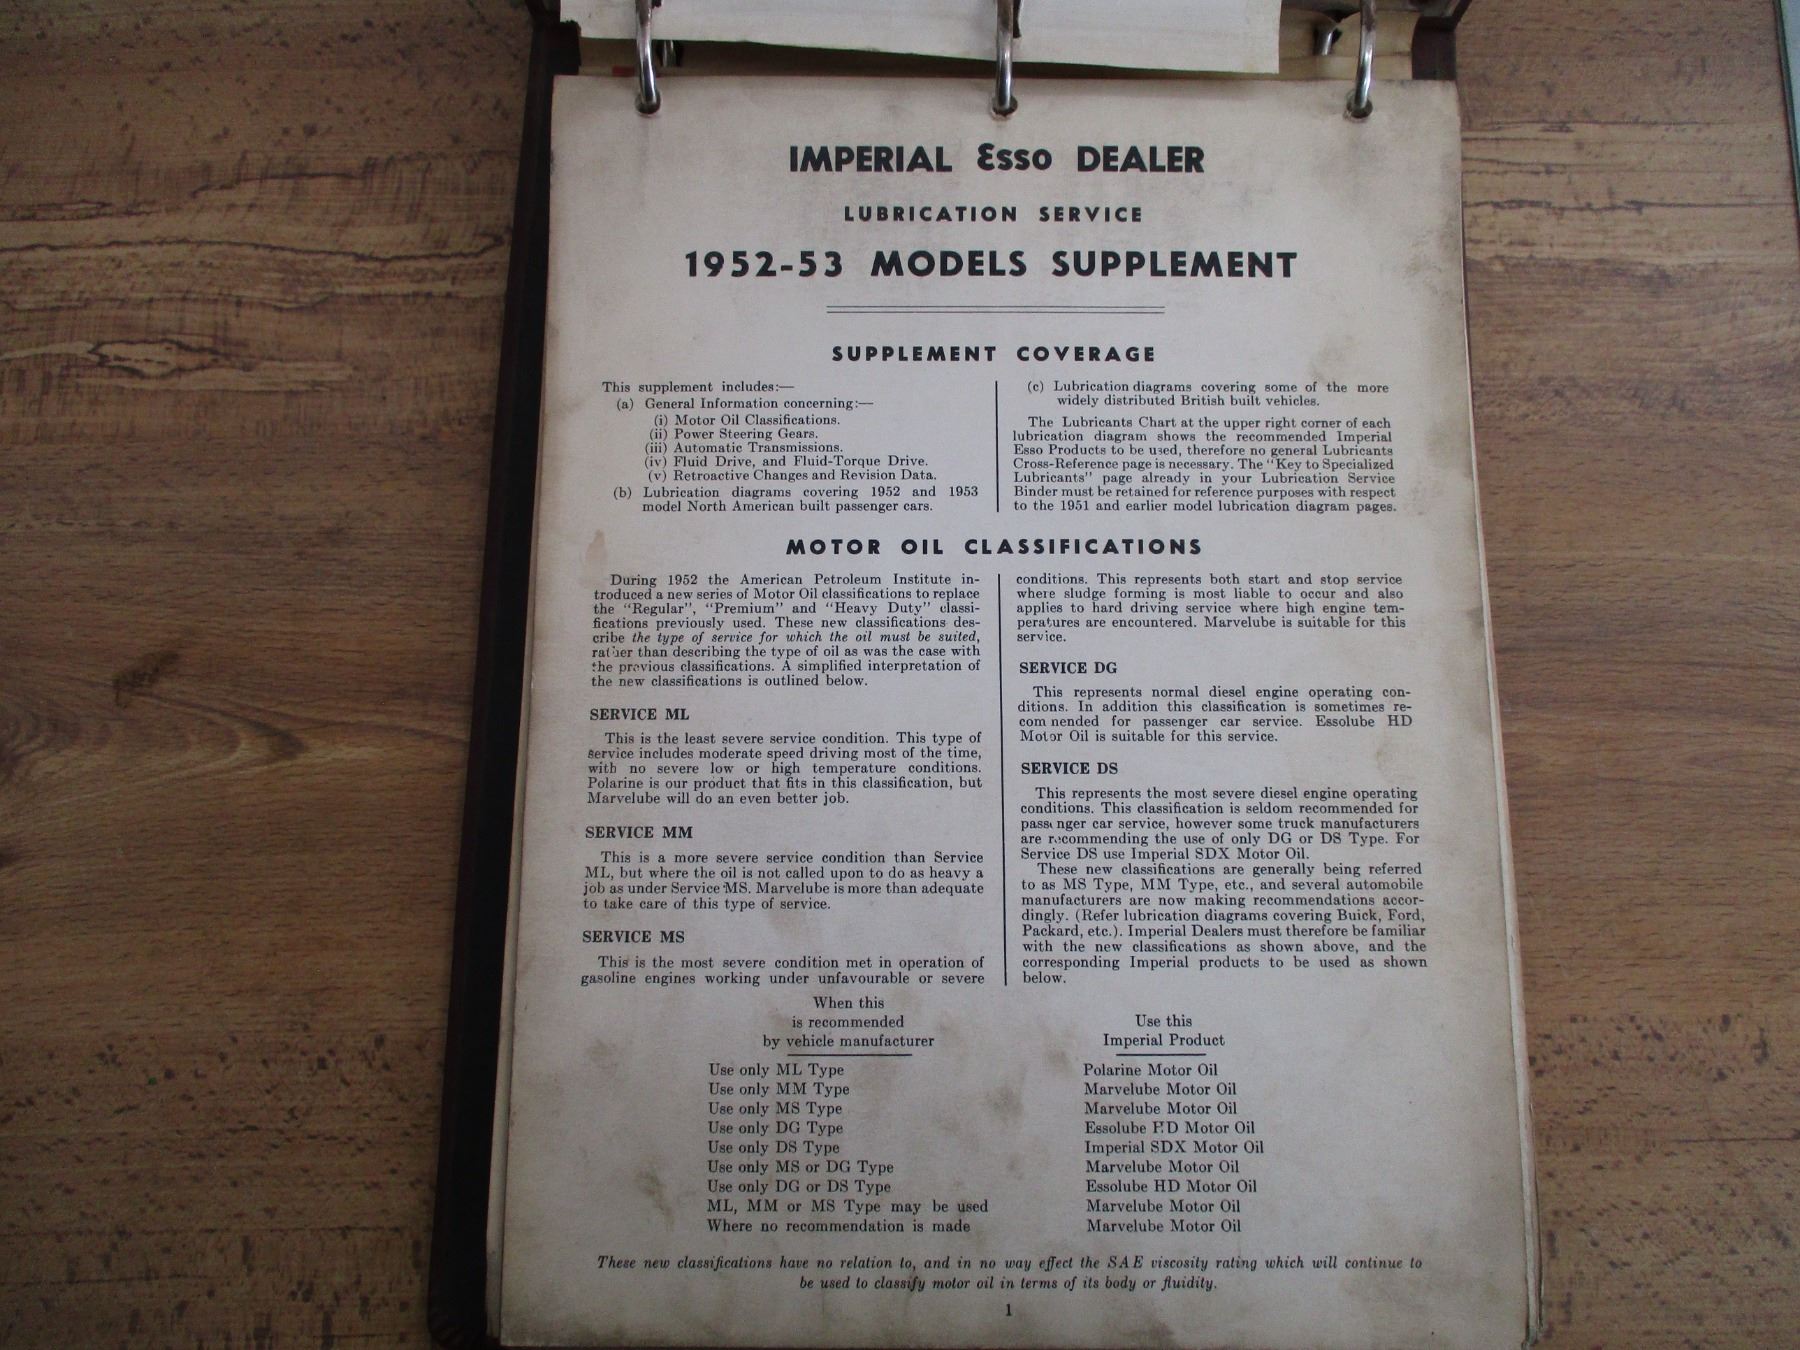 IMPERIAL Esso DEALER
LUBRICATION SERVICE
1952-53 MODELS SUPPLEMENT
SUPPLEMENT COVERAGE
This supplement includes:—
(a) General Information concerning:—
(i) Motor Oil Classifications.
(ii) Power Steering Gears.
(iii) Automatic Transmissions.
(iv) Fluid Drive, and Fluid-Torque Drive.
(v) Retroactive Changes and Revision Data.
(b) Lubrication diagrams covering 1952 and 1953
model North American built passenger cars.
(c) Lubrication diagrams covering some of the more
widely distributed British built vehicles.
The Lubricants Chart at the upper right corner of each
lubrication diagram shows the recommended Imperial
Esso Products to be used, therefore no general Lubricants
Cross-Reference page is necessary. The "Key to Specialized
Lubricants" page already in your Lubrication Service
Binder must be retained for reference purposes with respect
to the 1951 and earlier model lubrication diagram pages.
MOTOR OIL CLASSIFICATIONS
During 1952 the American Petroleum Institute in-
troduced a new series of Motor Oil classifications to replace
the "Regular", "Premium" and "Heavy Duty" classi-
fications previously used. These new classifications des-
cribe the type of service for which the oil must be suited,
rather than describing the type of oil as was the case with
the previous classifications. A simplified interpretation of
the new classifications is outlined below.
SERVICE ML
This is the least severe service condition. This type of
service includes moderate speed driving most of the time,
with no severe low or high temperature conditions.
Polarine is our product that fits in this classification, but
Marvelube will do an even better job.
SERVICE MM
This is a more severe service condition than Service
ML, but where the oil is not called upon to do as heavy a
job as under Service MS. Marvelube is more than adequate
to take care of this type of service.
SERVICE MS
This is the most severe condition met in operation of
gasoline engines working under unfavourable or severe
conditions. This represents both start and stop service
where sludge forming is most liable to occur and also
applies to hard driving service where high engine tem-
peratures are encountered. Marvelube is suitable for this
service.
SERVICE DG
This represents normal diesel engine operating con-
ditions. In addition this classification is sometimes re-
commended for passenger car service. Essolube HD
Motor Oil is suitable for this service.
SERVICE DS
This represents the most severe diesel engine operating
conditions. This classification is seldom recommended for
passenger car service, however some truck manufacturers
are recommending the use of only DG or DS Type. For
Service DS use Imperial SDX Motor Oil.
These new classifications are generally being referred
to as MS Type, MM Type, etc., and several automobile
manufacturers are now making recommendations accor-
dingly. (Refer lubrication diagrams covering Buick, Ford,
Packard, etc.). Imperial Dealers must therefore be familiar
with the new classifications as shown above, and the
corresponding Imperial products to be used as shown
below.
When this
is recommended
by vehicle manufacturer
Use this
Imperial Product
Use only ML Type Polarine Motor Oil
Use only MM Type Marvelube Motor Oil
Use only MS Type Marvelube Motor Oil
Use only DG Type Essolube HD Motor Oil
Use only DS Type Imperial SDX Motor Oil
Use only MS or DG Type Marvelube Motor Oil
Use only DG or DS Type Essolube HD Motor Oil
ML, MM or MS Type may be used Marvelube Motor Oil
Where no recommendation is made Marvelube Motor Oil
These new classifications have no relation to, and in no way effect the SAE viscosity rating which will continue to
be used to classify motor oil in terms of its body or fluidity.
1